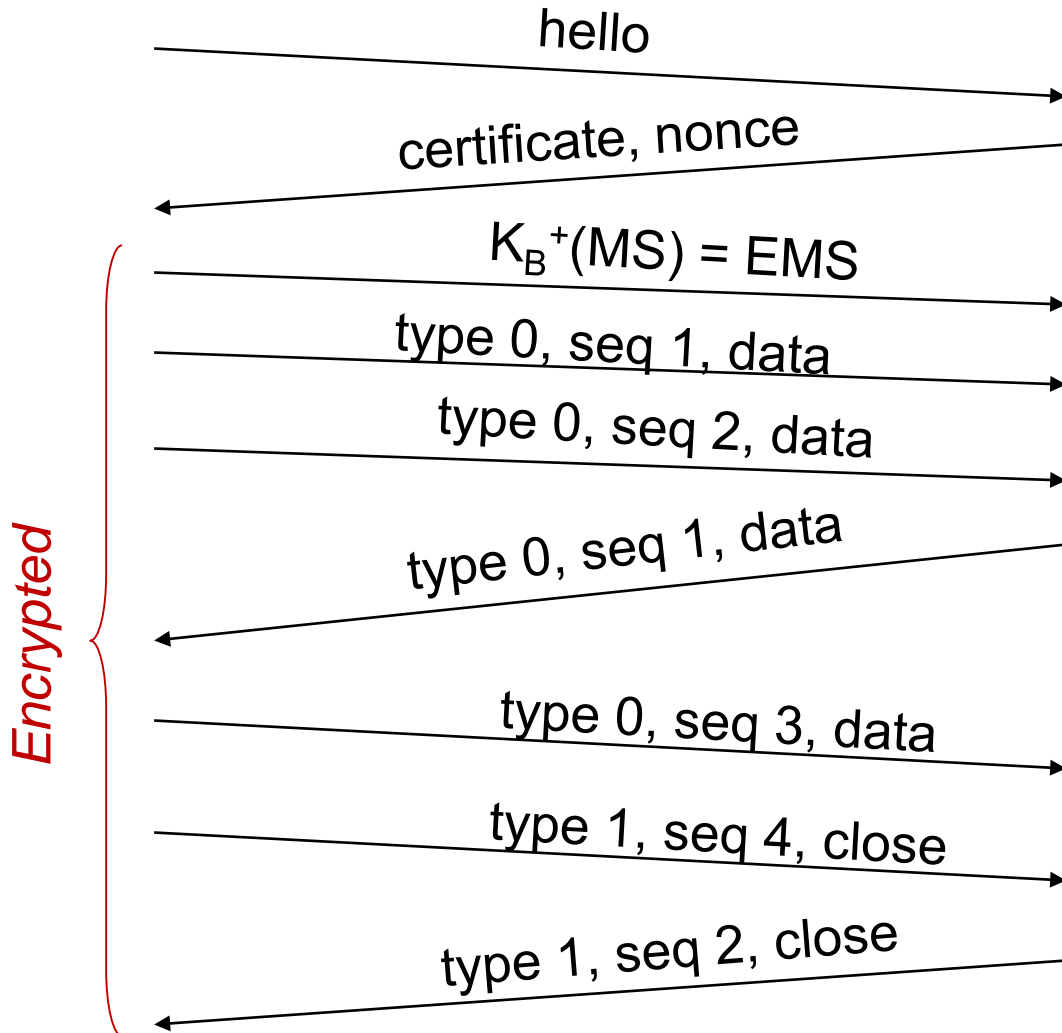 hello
certificate, nonce
K_B^+(MS) = EMS
type 0, seq 1, data
type 0, seq 2, data
type 0, seq 1, data
Encrypted
type 0, seq 3, data
type 1, seq 4, close
type 1, seq 2, close